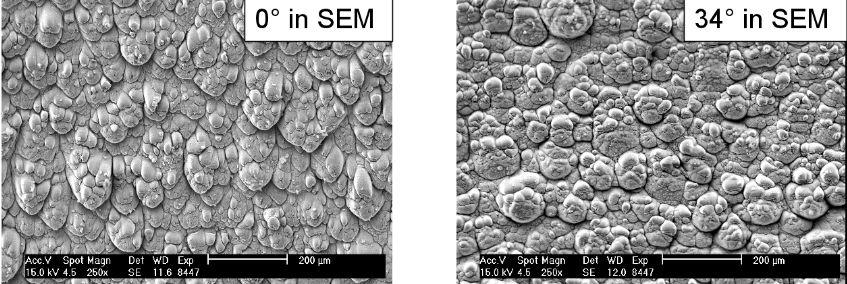 0° in SEM
Acc.V Spot Magn Det WD Exp 200 µm
15.0 kV 4.5 250x SE 11.6 8447
34° in SEM
Acc.V Spot Magn Det WD Exp 200 µm
15.0 kV 4.5 250x SE 12.0 8447